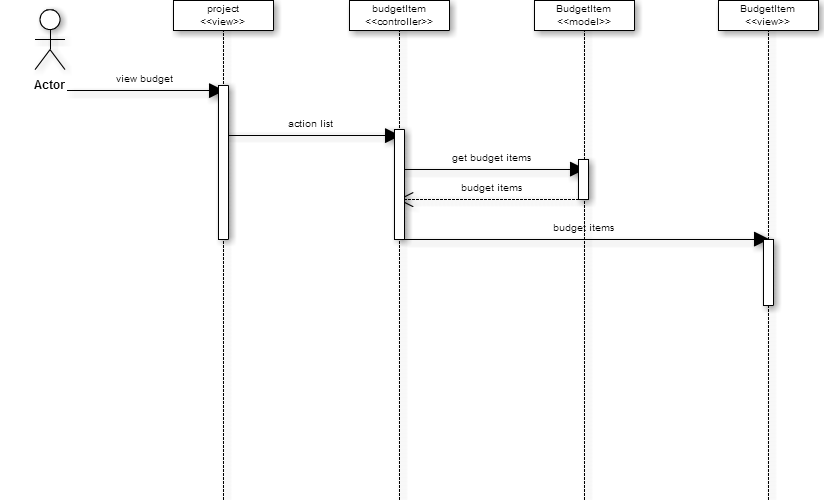 project
<<view>>
budgetItem
<<controller>>
BudgetItem
<<model>>
BudgetItem
<<view>>
Actor
view budget
action list
get budget items
budget items
budget items